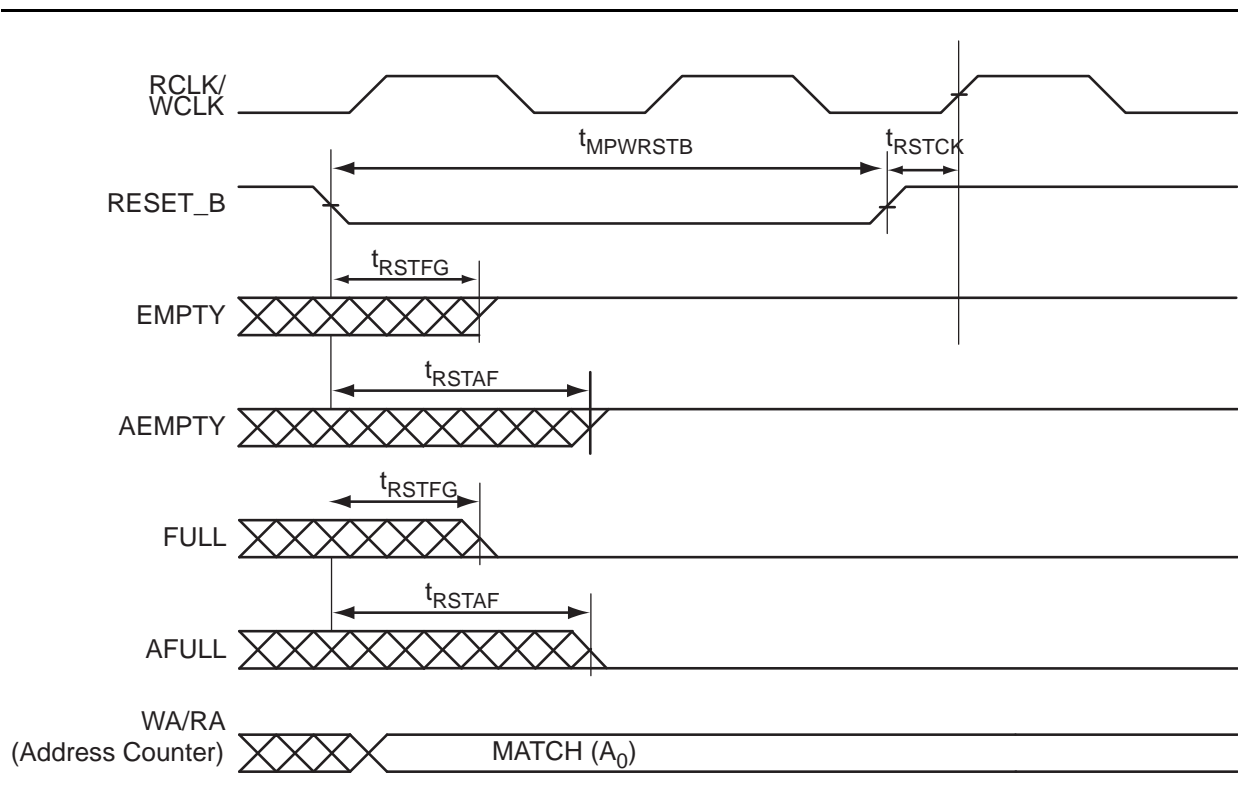 RCLK/
WCLK
tMPWRSTB
tRSTCK
RESET_B
tRSTFG
EMPTY
tRSTAF
AEMPTY
tRSTFG
FULL
tRSTAF
AFULL
WA/RA
(Address Counter)
MATCH (A0)